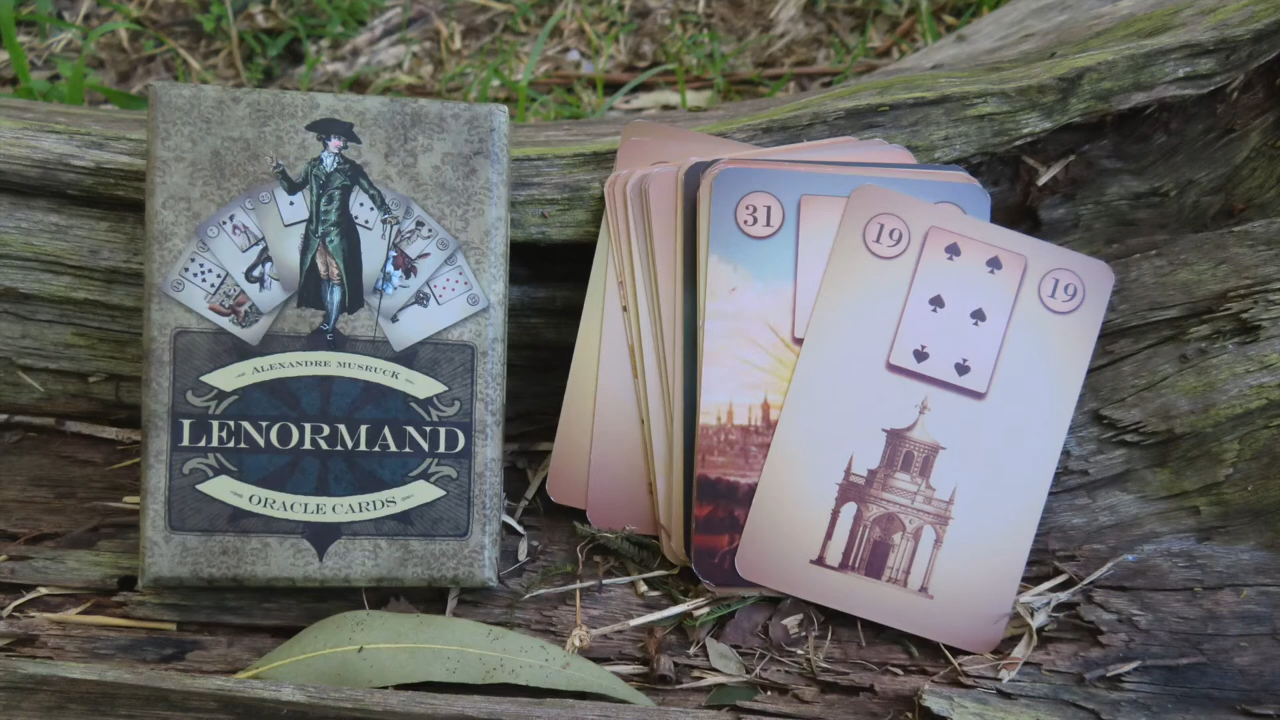 ALEXANDRE MUSRUCK
LENORMAND
ORACLE CARDS
31
19
19